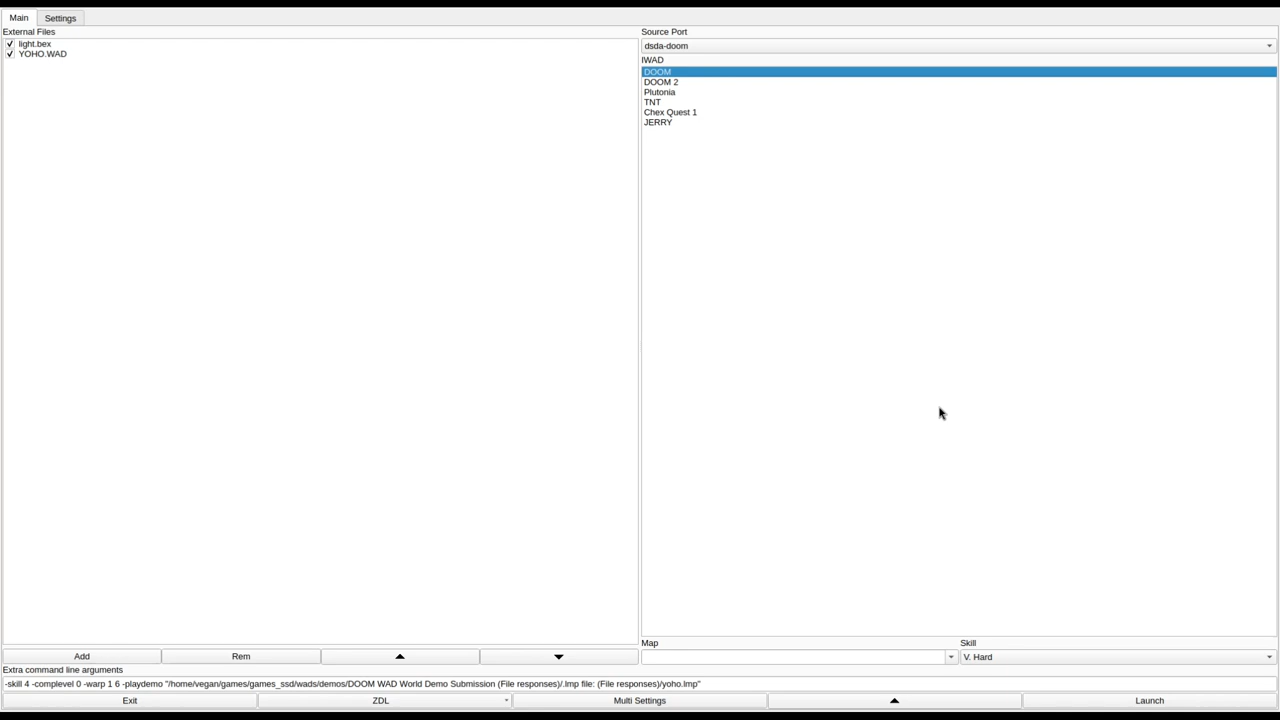 Main Settings
External Files
light.bex
YOHO.WAD
Source Port
dsda-doom
IWAD
DOOM
DOOM 2
Plutonia
TNT
Chex Quest 1
JERRY
Map Skill
V. Hard
Add Rem
Extra command line arguments
-skill 4 -complevel 0 -warp 1 6 -playdemo "/home/vegan/games/games_ssd/wads/demos/DOOM WAD World Demo Submission (File responses)/.lmp file: (File responses)/yoho.lmp"
Exit ZDL Multi Settings Launch